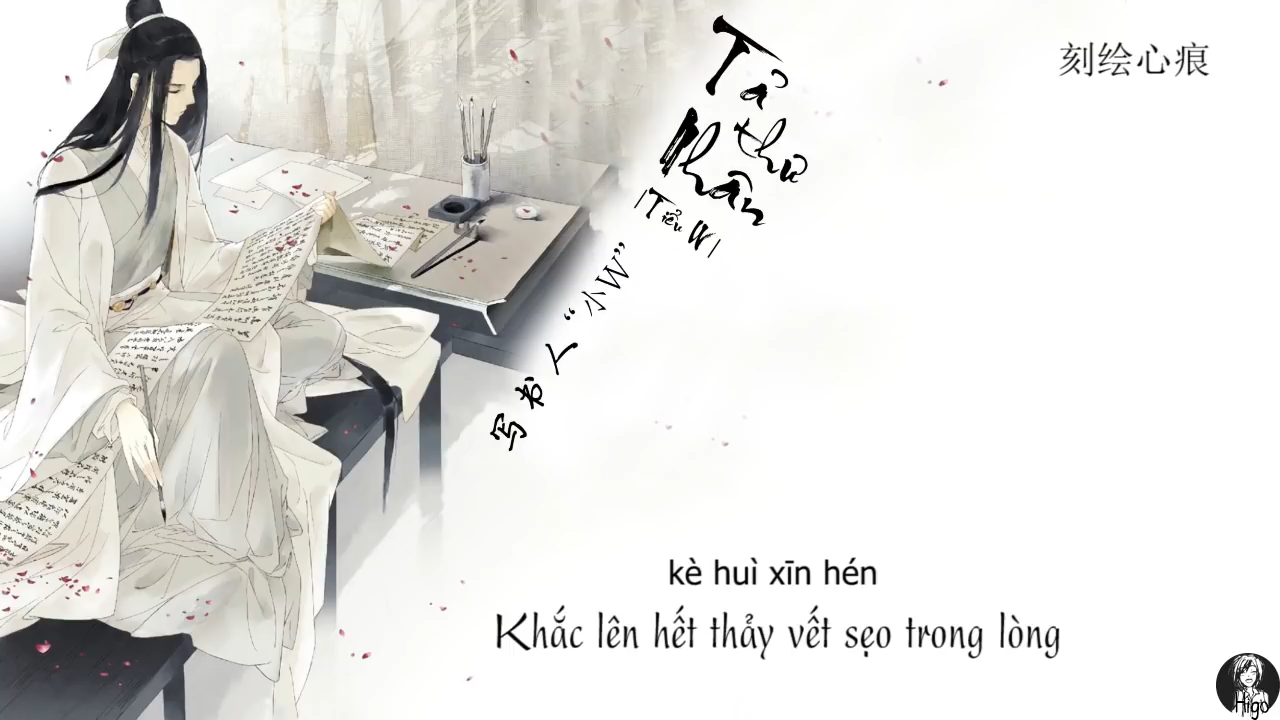 刻绘心痕
Tả
thư
Nhân
|Tiểu W|
写书人“小W”
kè huì xīn hén
Khắc lên hết thảy vết sẹo trong lòng
Higo